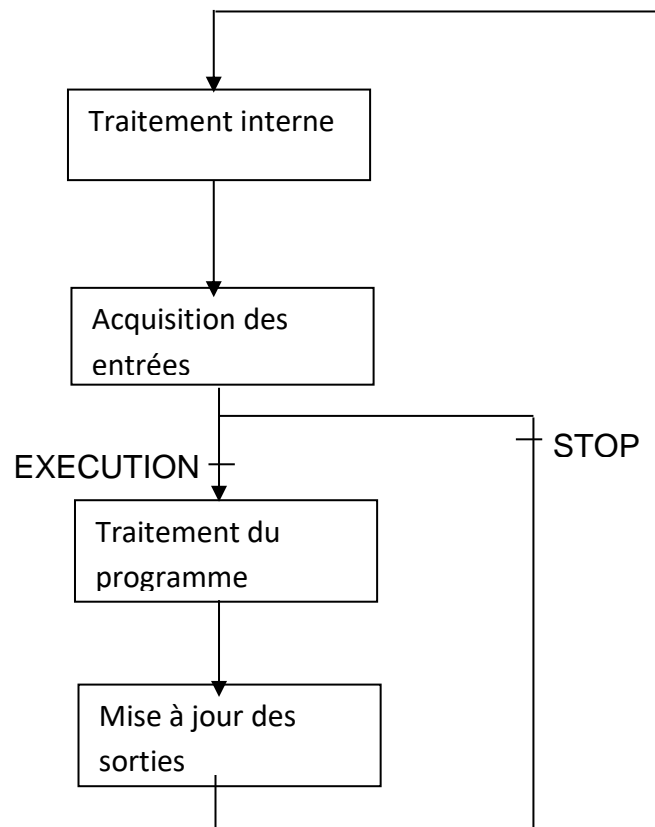 Traitement interne
Acquisition des
entrées
STOP
EXECUTION
Traitement du
programme
Mise à jour des
sorties